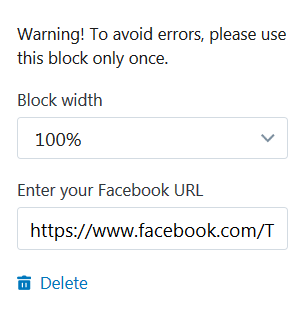 Warning! To avoid errors, please use
this block only once.
Block width
100%
Enter your Facebook URL
https://www.facebook.com/T
Delete